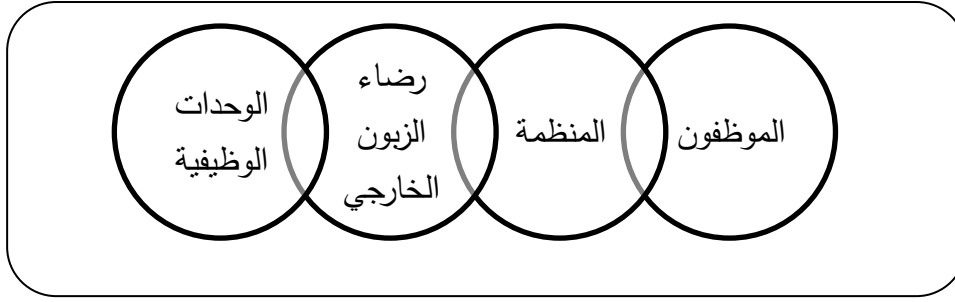 الموظفون
المنظمة
رضاء
الزبون
الخارجي
الوحدات
الوظيفية